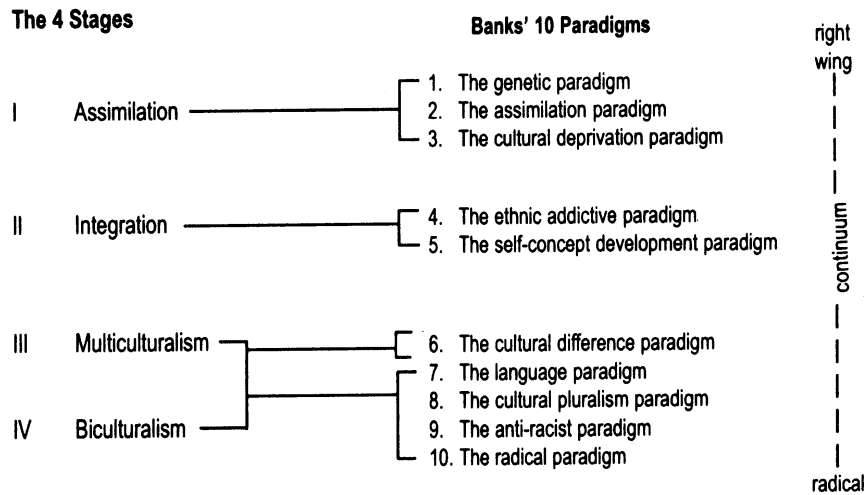 The 4 Stages
Banks' 10 Paradigms
right
wing
I Assimilation
1. The genetic paradigm
2. The assimilation paradigm
3. The cultural deprivation paradigm
II Integration
4. The ethnic addictive paradigm
5. The self-concept development paradigm
continuum
III Multiculturalism
6. The cultural difference paradigm
7. The language paradigm
8. The cultural pluralism paradigm
IV Biculturalism
9. The anti-racist paradigm
10. The radical paradigm
radical